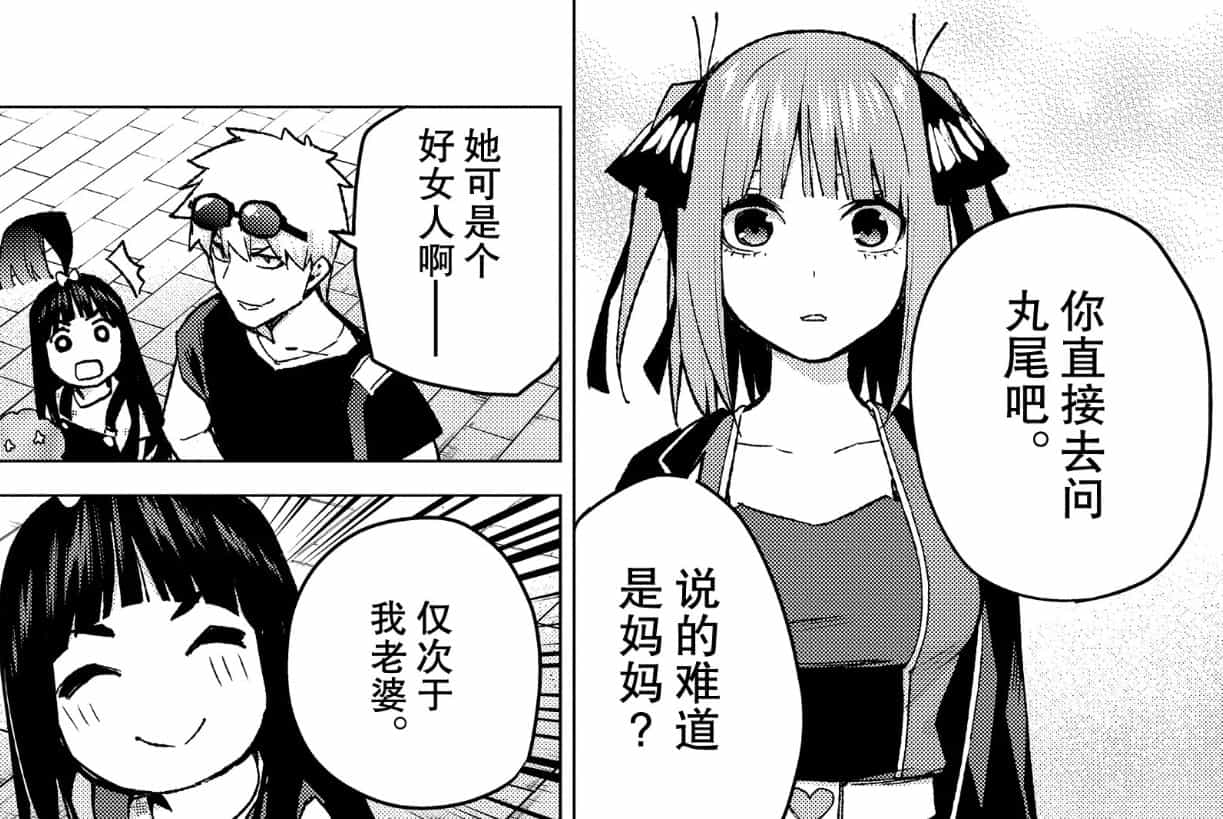 你直接去问
丸尾吧。
说的难道
是妈妈?
她可是个
好女人啊——
仅次于
我老婆。